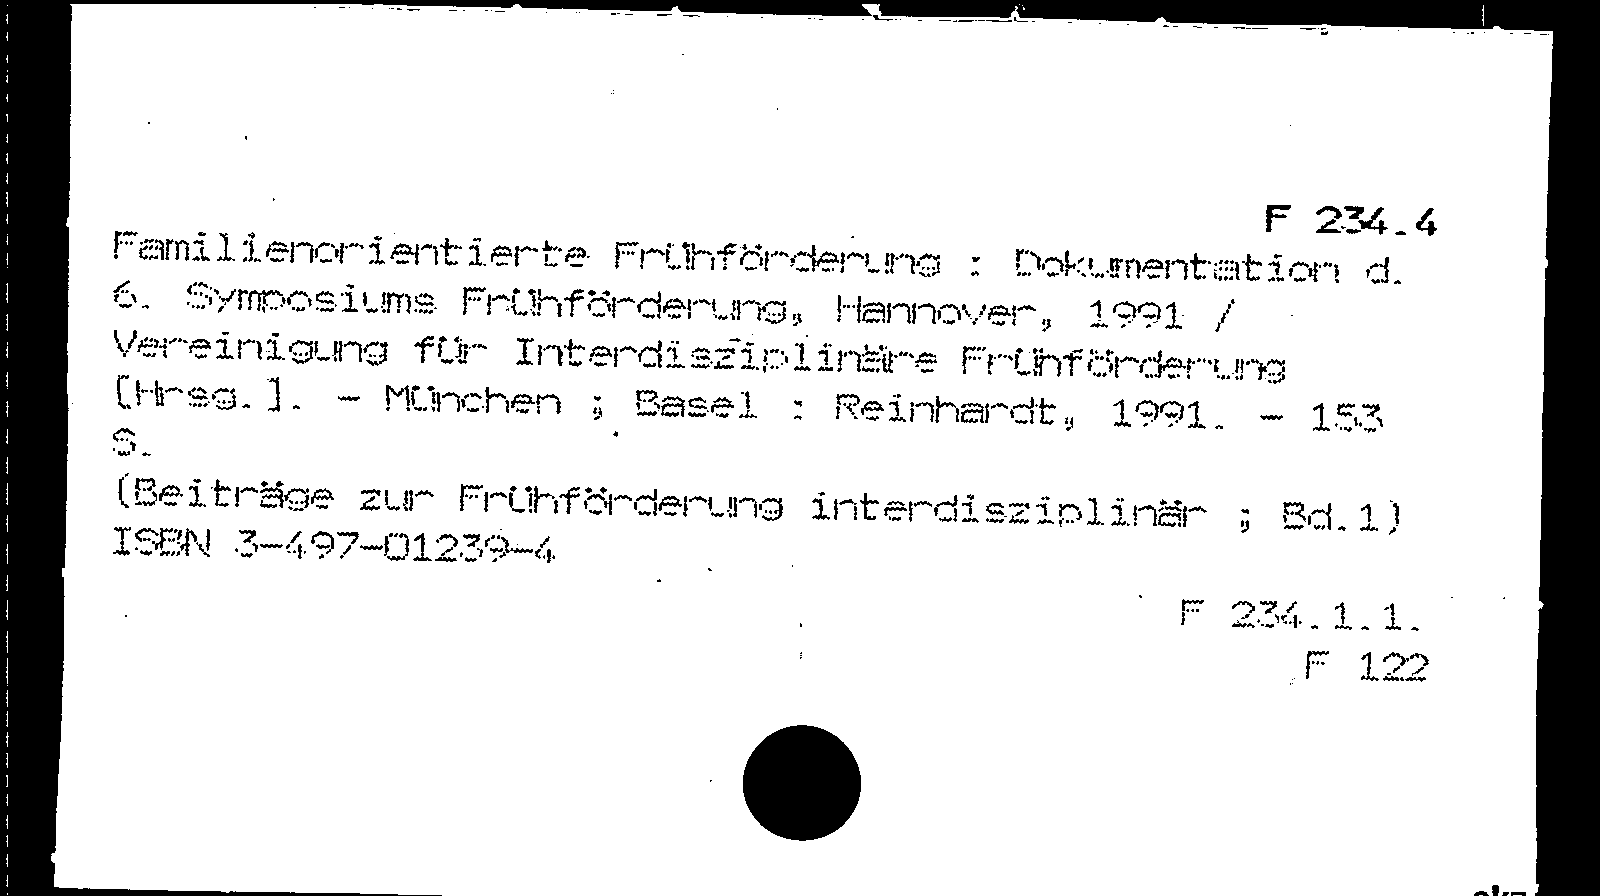 F 234.4
Familienorientierte Frühförderung : Dokumentation d.
6. Symposiums Frühförderung, Hannover, 1991 /
Vereinigung für Interdisziplinäre Frühförderung
[Hrsg.]. - München ; Basel : Reinhardt, 1991. - 153
S.
(Beiträge zur Frühförderung interdisziplinär ; Bd.1)
ISBN 3-497-01239-4
F 234.1.1.
F 122